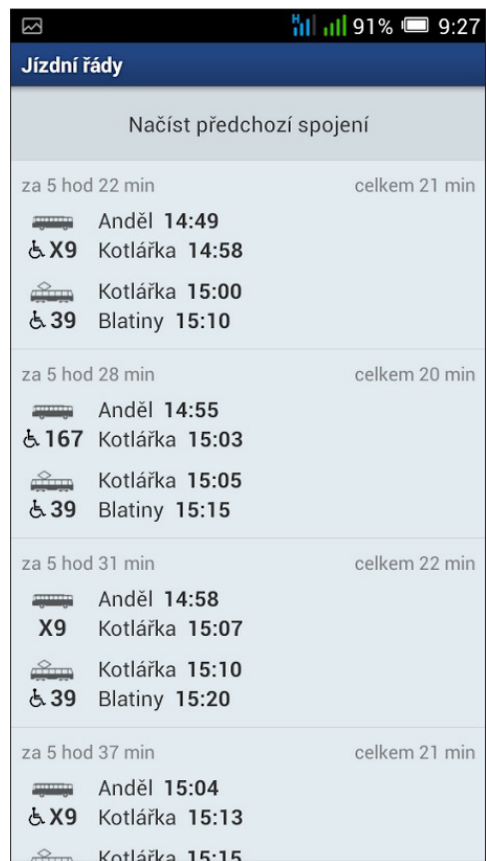 H 91% 9:27
Jízdní řády
Načíst předchozí spojení
za 5 hod 22 min celkem 21 min
Anděl 14:49
X9 Kotlářka 14:58
Kotlářka 15:00
39 Blatiny 15:10
za 5 hod 28 min celkem 20 min
Anděl 14:55
167 Kotlářka 15:03
Kotlářka 15:05
39 Blatiny 15:15
za 5 hod 31 min celkem 22 min
Anděl 14:58
X9 Kotlářka 15:07
Kotlářka 15:10
39 Blatiny 15:20
za 5 hod 37 min celkem 21 min
Anděl 15:04
X9 Kotlářka 15:13
Kotlářka 15:15